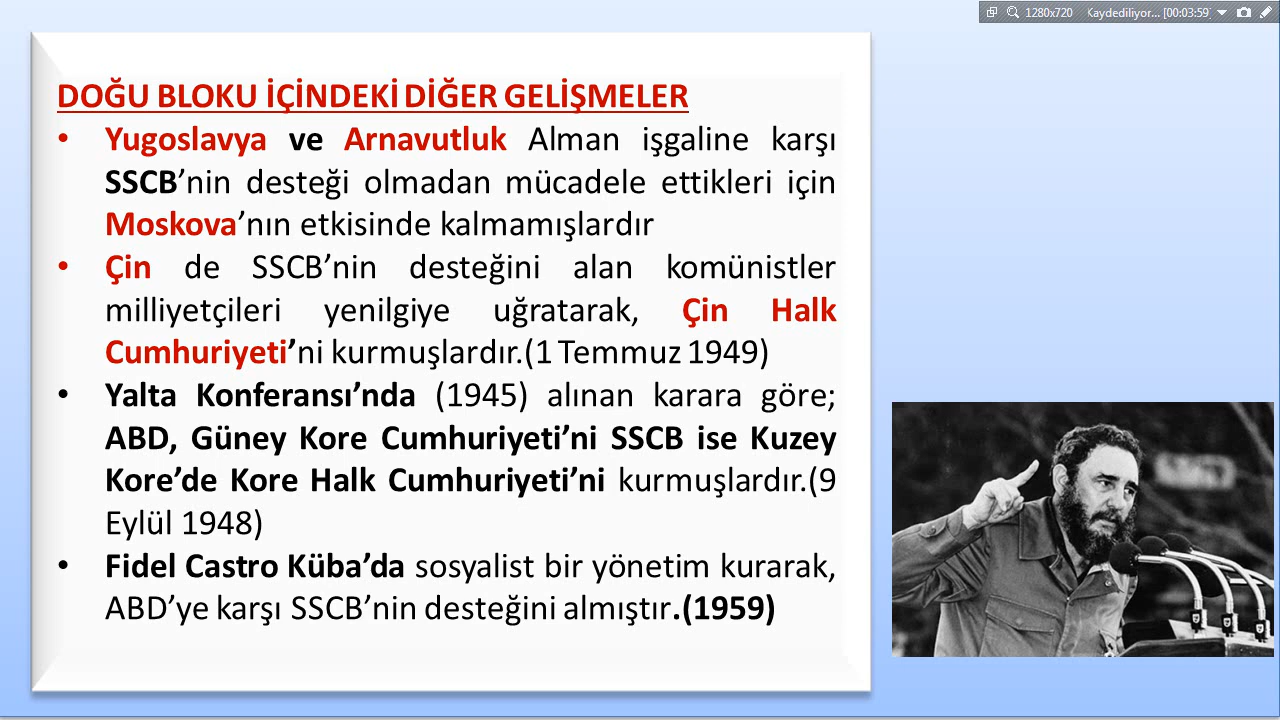 1280x720 Kaydediliyor... [00:03:59]
DOĞU BLOKU İÇİNDEKİ DİĞER GELİŞMELER
• Yugoslavya ve Arnavutluk Alman işgaline karşı
SSCB’nin desteği olmadan mücadele ettikleri için
Moskova’nın etkisinde kalmamışlardır
• Çin de SSCB’nin desteğini alan komünistler
milliyetçileri yenilgiye uğratarak, Çin Halk
Cumhuriyeti’ni kurmuşlardır.(1 Temmuz 1949)
• Yalta Konferansı’nda (1945) alınan karara göre;
ABD, Güney Kore Cumhuriyeti’ni SSCB ise Kuzey
Kore’de Kore Halk Cumhuriyeti’ni kurmuşlardır.(9
Eylül 1948)
• Fidel Castro Küba’da sosyalist bir yönetim kurarak,
ABD’ye karşı SSCB’nin desteğini almıştır.(1959)